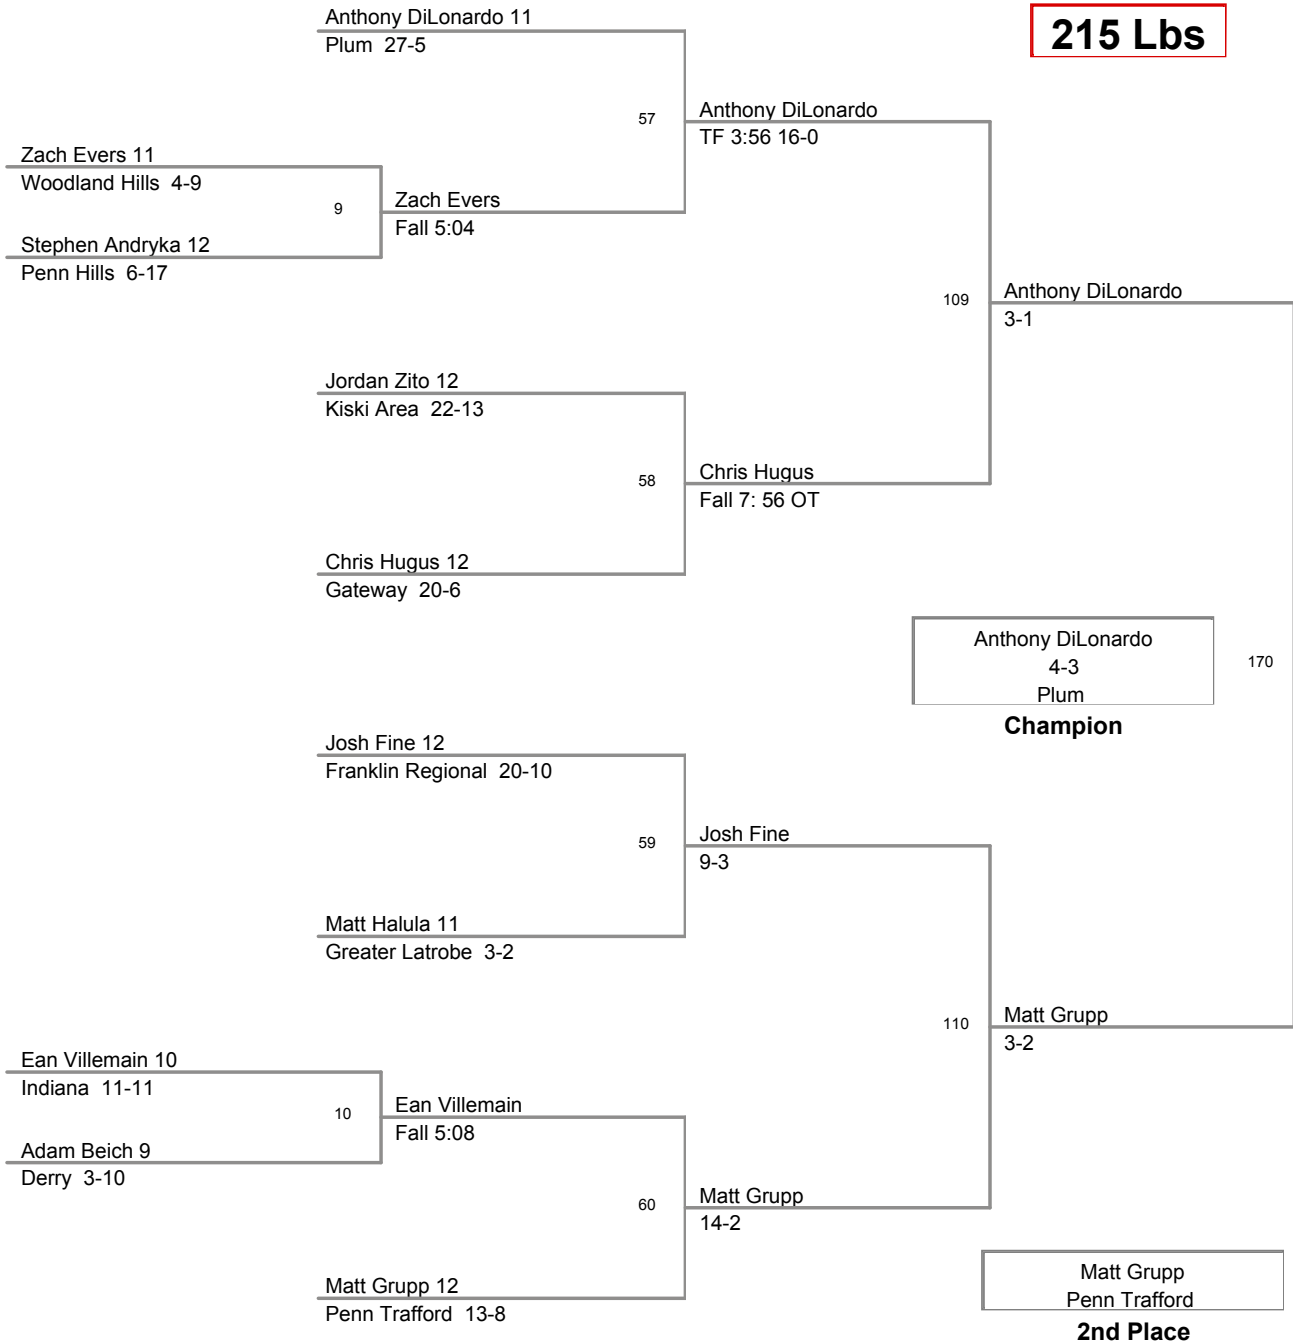 Anthony DiLonardo 11
Plum 27-5
215 Lbs
57
Anthony DiLonardo
TF 3:56 16-0
Zach Evers 11
Woodland Hills 4-9
9
Zach Evers
Fall 5:04
Stephen Andryka 12
Penn Hills 6-17
109
Anthony DiLonardo
3-1
Jordan Zito 12
Kiski Area 22-13
58
Chris Hugus
Fall 7: 56 OT
Chris Hugus 12
Gateway 20-6
Anthony DiLonardo
4-3
Plum
Champion
170
Josh Fine 12
Franklin Regional 20-10
59
Josh Fine
9-3
Matt Halula 11
Greater Latrobe 3-2
110
Matt Grupp
3-2
Ean Villemain 10
Indiana 11-11
10
Ean Villemain
Fall 5:08
Adam Beich 9
Derry 3-10
60
Matt Grupp
14-2
Matt Grupp 12
Penn Trafford 13-8
Matt Grupp
Penn Trafford
2nd Place